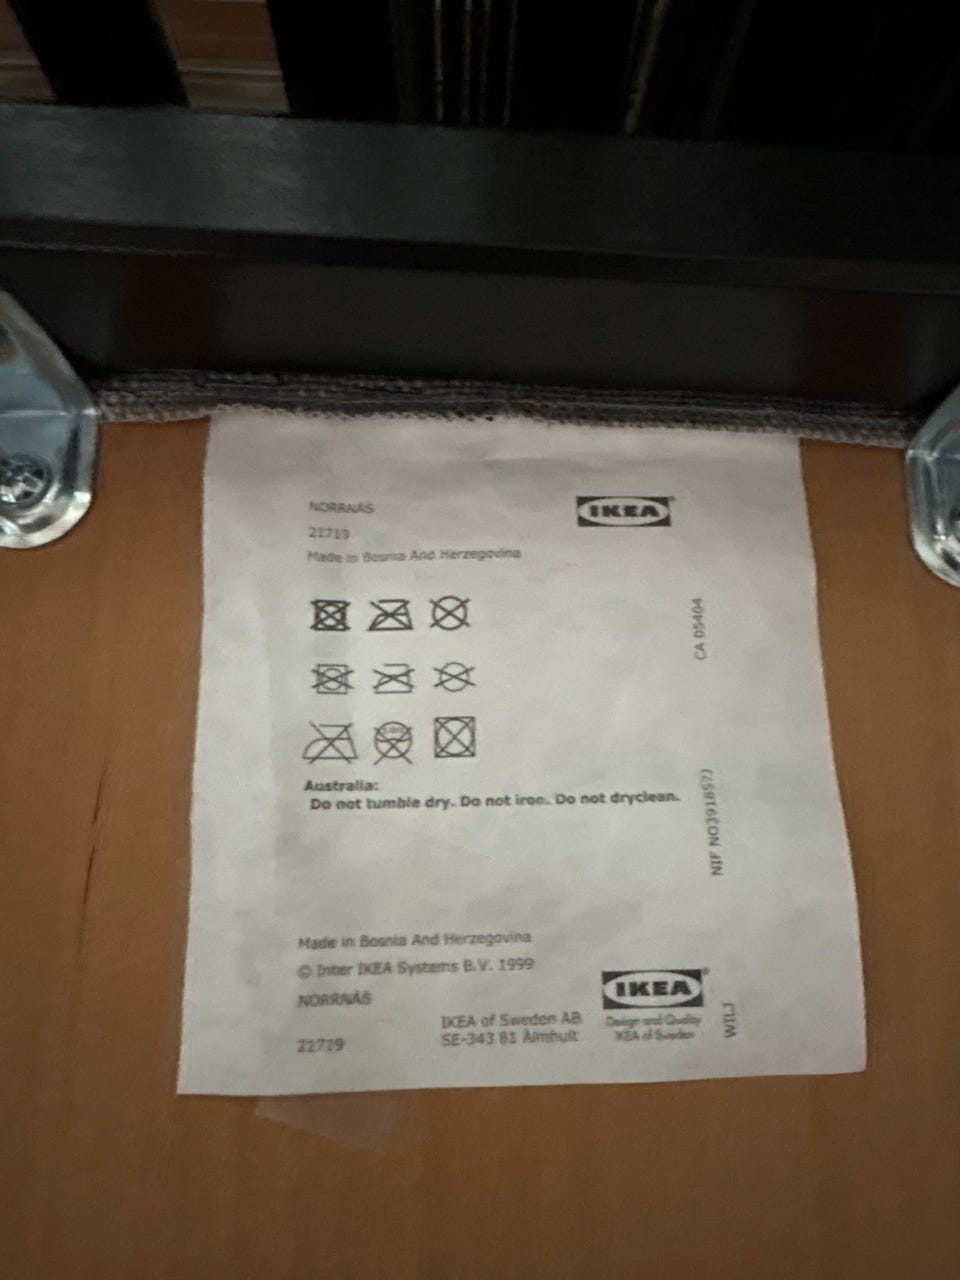 NORRNÄS
IKEA
21719
Made in Bosnia And Herzegovina
CA 05404
Australia:
Do not tumble dry. Do not iron. Do not dryclean.
NIF NO391857J
Made in Bosnia And Herzegovina
© Inter IKEA Systems B.V. 1999
NORRNÄS
IKEA
IKEA of Sweden AB
SE-343 81 Älmhult
Design and Quality
IKEA of Sweden
21719
WILJ